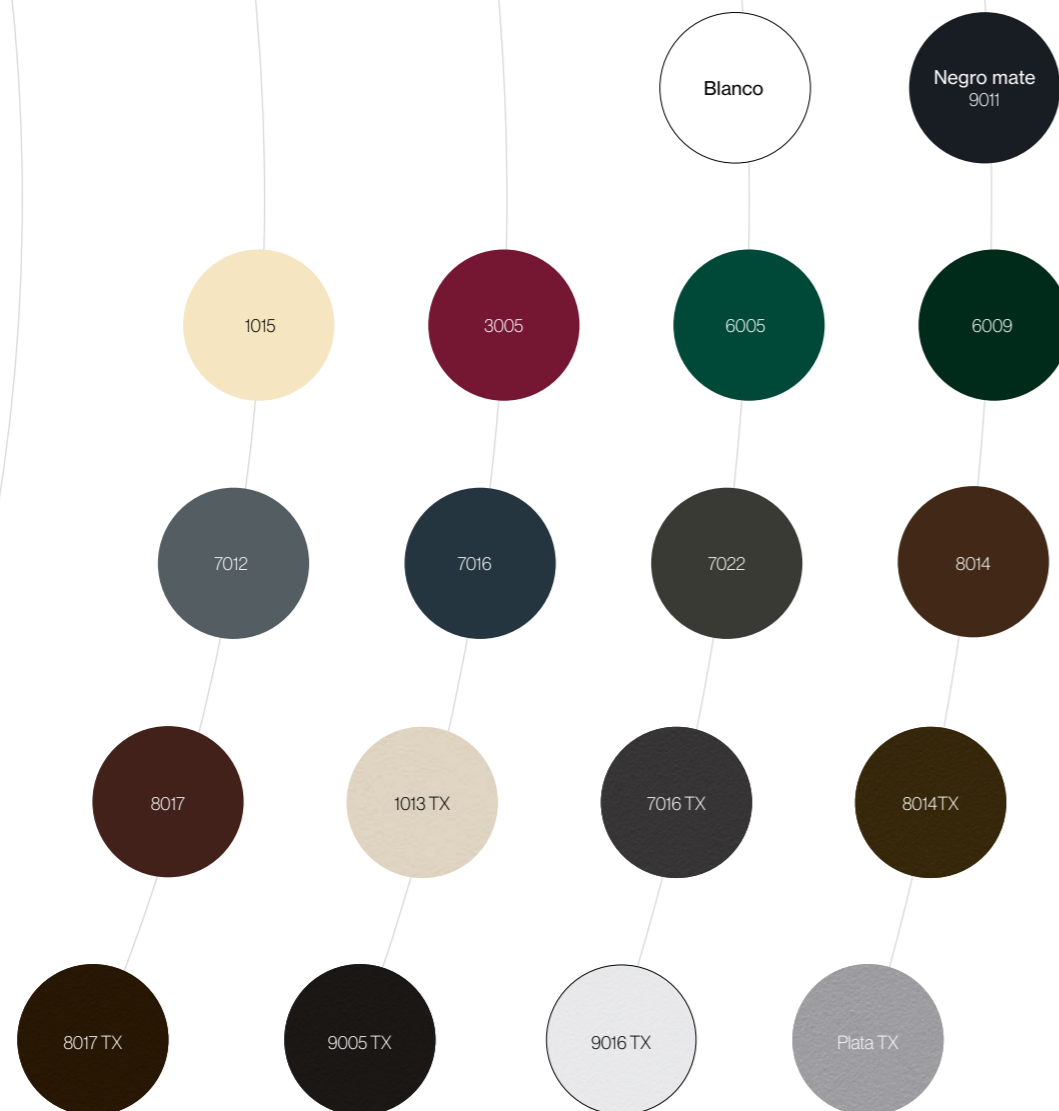 Blanco
Negro mate
9011
1015
3005
6005
6009
7012
7016
7022
8014
8017
1013 TX
7016 TX
8014TX
8017 TX
9005 TX
9016 TX
Plata TX